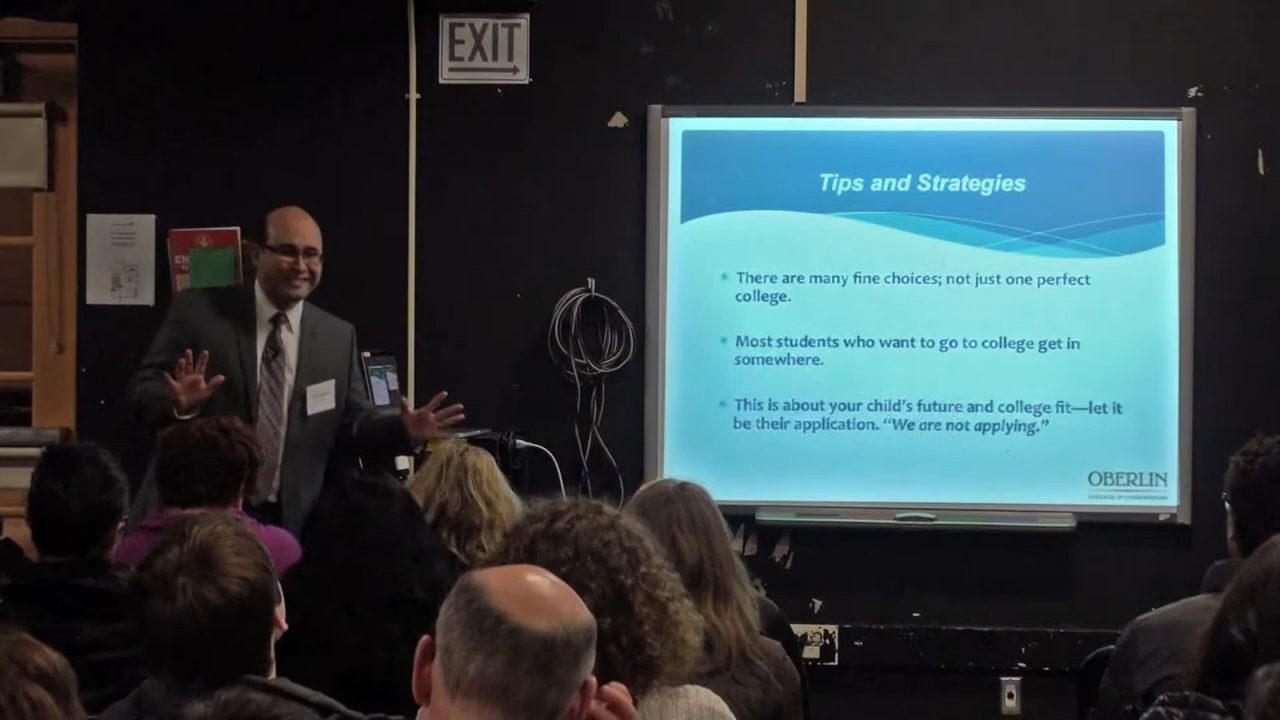 EXIT
Tips and Strategies
There are many fine choices; not just one perfect
college.
Most students who want to go to college get in
somewhere.
This is about your child's future and college fit—let it
be their application. “We are not applying.”
OBERLIN